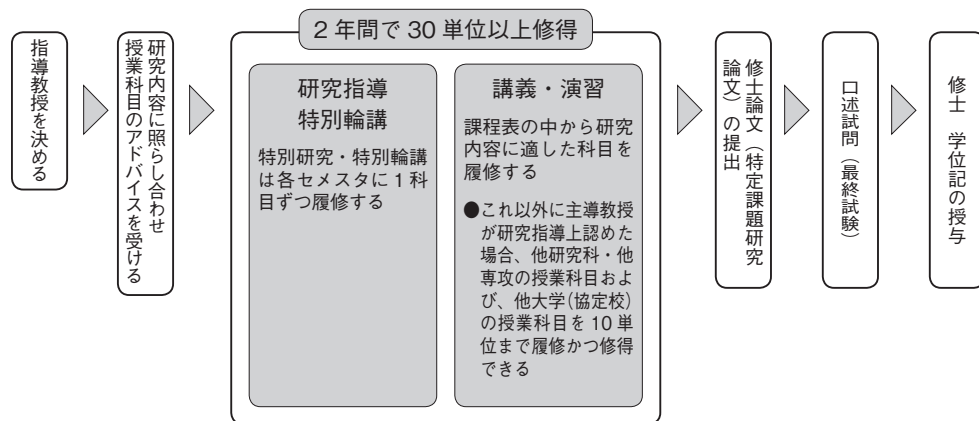 指導教授を決める
研究内容に照らし合わせ
授業科目のアドバイスを受ける
2年間で30単位以上修得
研究指導
特別輪講
特別研究・特別輪講
は各セメスタに1科
目ずつ履修する
講義・演習
課程表の中から研究
内容に適した科目を
履修する
●これ以外に主導教授
が研究指導上認めた
場合、他研究科・他
専攻の授業科目およ
び、他大学(協定校)
の授業科目を10単
位まで履修かつ修得
できる
修士論文(特定課題研究
論文)の提出
口述試問(最終試験)
修士 学位記の授与